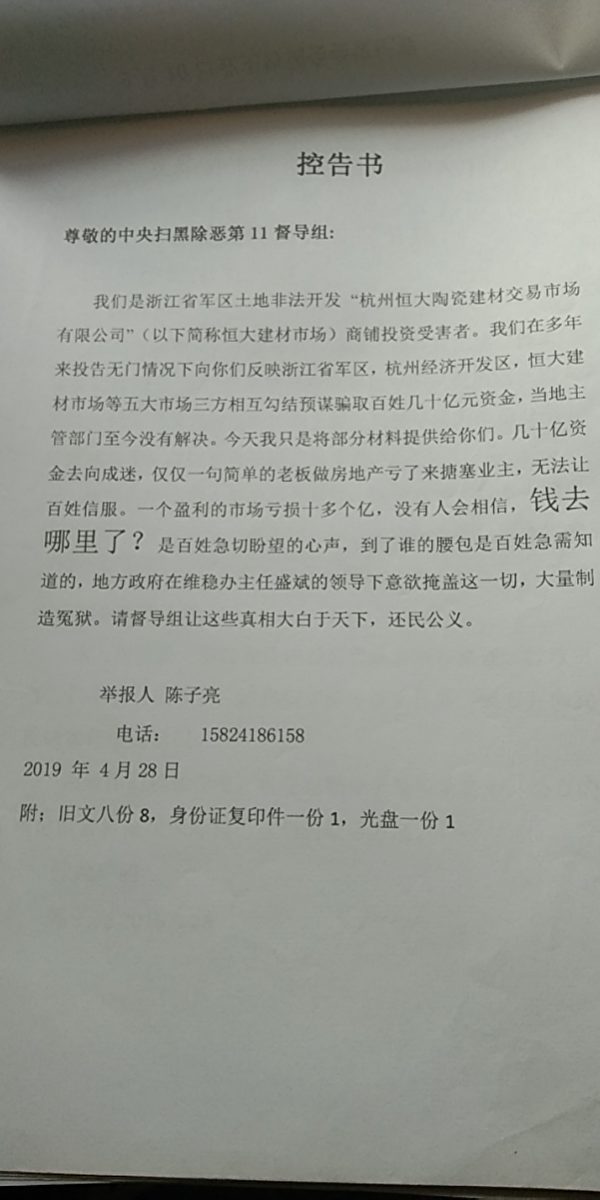 控告书
尊敬的中央扫黑除恶第 11 督导组:
我们是浙江省军区土地非法开发 “杭州恒大陶瓷建材交易市场
有限公司”（以下简称恒大建材市场）商铺投资受害者。我们在多年
来投告无门情况下向你们反映浙江省军区，杭州经济开发区，恒大建
材市场等五大市场三方相互勾结预谋骗取百姓几十亿元资金，当地主
管部门至今没有解决。今天我只是将部分材料提供给你们。几十亿资
金去向成迷，仅仅一句简单的老板做房地产亏了来搪塞业主，无法让
百姓信服。一个盈利的市场亏损十多个亿，没有人会相信，钱去
哪里了？是百姓急切盼望的心声，到了谁的腰包是百姓急需知
道的，地方政府在维稳办主任盛斌的领导下意欲掩盖这一切，大量制
造冤狱。请督导组让这些真相大白于天下，还民公义。
举报人 陈子亮
电话： 15824186158
2019 年 4 月 28 日
附；旧文八份 8，身份证复印件一份 1，光盘一份 1